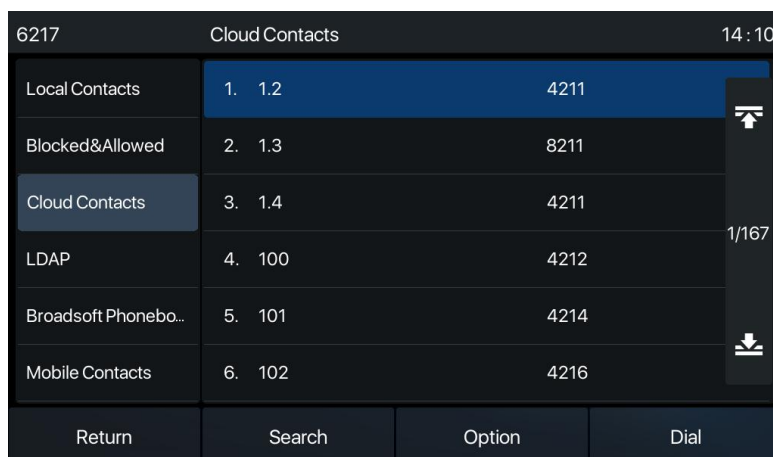 6217 Cloud Contacts 14:10
Local Contacts 1. 1.2 4211
Blocked&Allowed 2. 1.3 8211
Cloud Contacts 3. 1.4 4211
1/167
LDAP 4. 100 4212
Broadsoft Phonebo... 5. 101 4214
Mobile Contacts 6. 102 4216
Return Search Option Dial